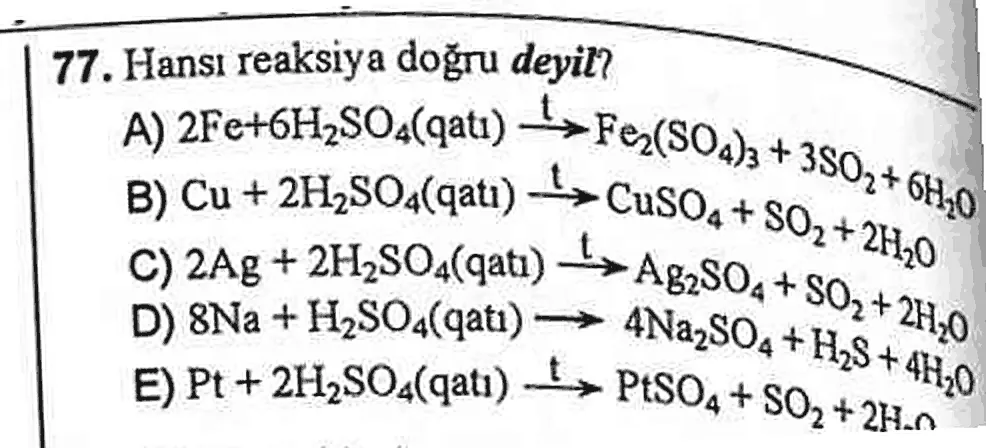 77. Hansı reaksiya doğru deyil?
A) 2Fe+6H₂SO₄(qatı) —t→ Fe₂(SO₄)₃ + 3SO₂ + 6H₂O
B) Cu + 2H₂SO₄(qatı) —t→ CuSO₄ + SO₂ + 2H₂O
C) 2Ag + 2H₂SO₄(qatı) —t→ Ag₂SO₄ + SO₂ + 2H₂O
D) 8Na + H₂SO₄(qatı) → 4Na₂SO₄ + H₂S + 4H₂O
E) Pt + 2H₂SO₄(qatı) —t→ PtSO₄ + SO₂ + 2H₂O